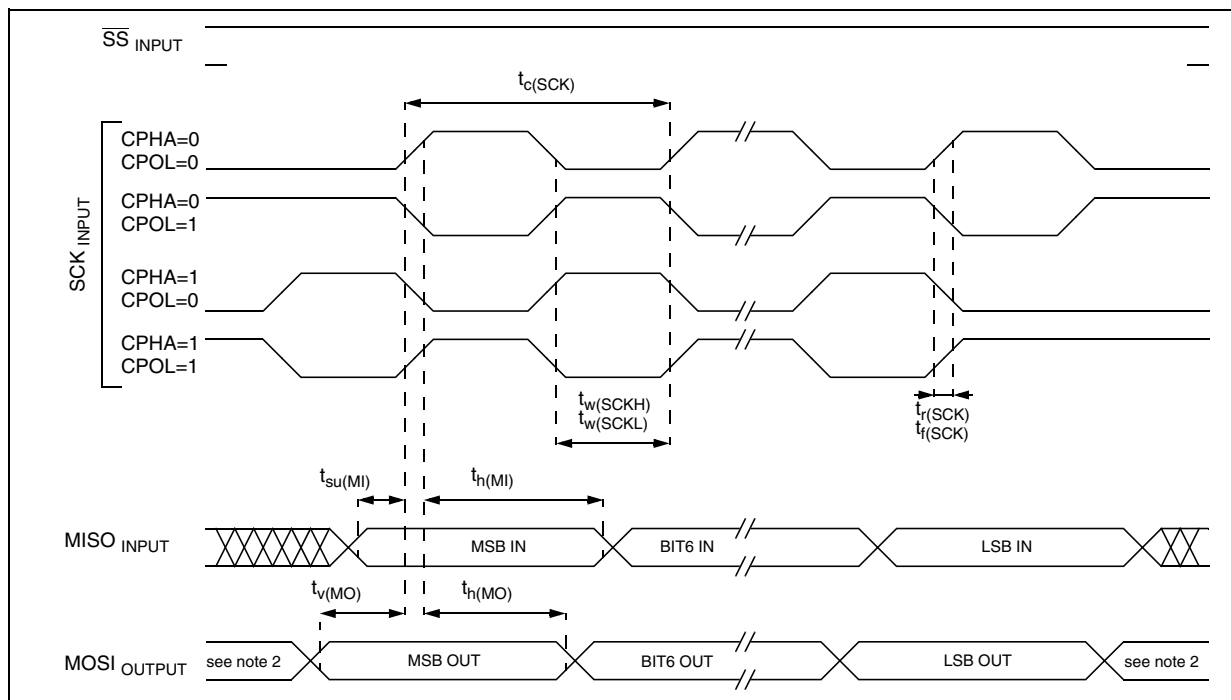 SS INPUT
tc(SCK)
SCK INPUT
CPHA=0
CPOL=0
CPHA=0
CPOL=1
CPHA=1
CPOL=0
CPHA=1
CPOL=1
tw(SCKH)
tw(SCKL)
tr(SCK)
tf(SCK)
tsu(MI)
th(MI)
MISO INPUT
MSB IN
BIT6 IN
LSB IN
tv(MO)
th(MO)
MOSI OUTPUT
see note 2
MSB OUT
BIT6 OUT
LSB OUT
see note 2